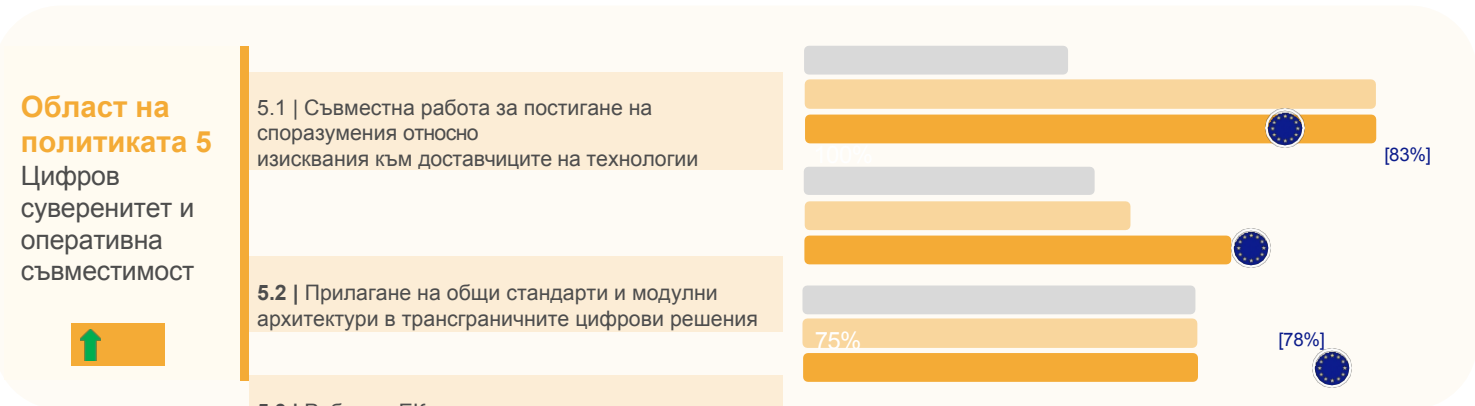 Област на
политиката 5
Цифров
суверенитет и
оперативна
съвместимост
5.1 | Съвместна работа за постигане на
споразумения относно
изисквания към доставчиците на технологии
100%
[83%]
5.2 | Прилагане на общи стандарти и модулни
архитектури в трансграничните цифрови решения
75%
[78%]